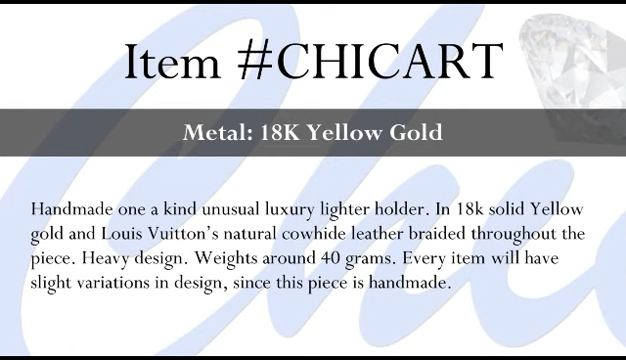 Item #CHICART
Metal: 18K Yellow Gold
Handmade one a kind unusual luxury lighter holder. In 18k solid Yellow
gold and Louis Vuitton's natural cowhide leather braided throughout the
piece. Heavy design. Weights around 40 grams. Every item will have
slight variations in design, since this piece is handmade.